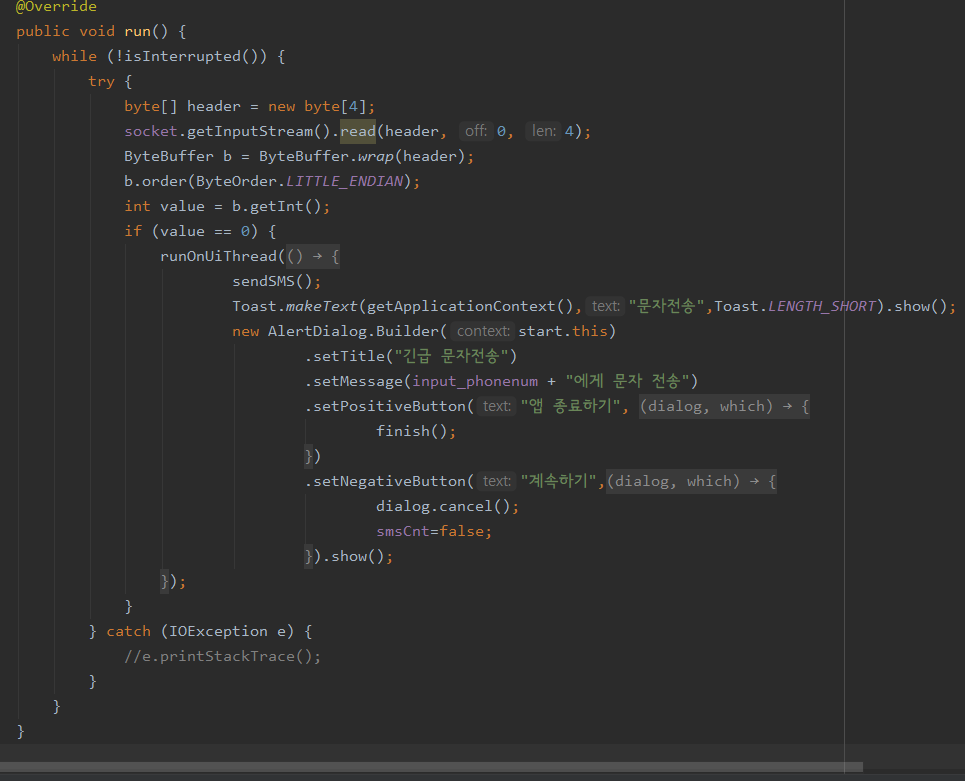 @Override
public void run() {
while (!isInterrupted()) {
try {
byte[] header = new byte[4];
socket.getInputStream().read(header, off: 0, len: 4);
ByteBuffer b = ByteBuffer.wrap(header);
b.order(ByteOrder.LITTLE_ENDIAN);
int value = b.getInt();
if (value == 0) {
runOnUiThread(() → {
sendSMS();
Toast.makeText(getApplicationContext(), text: "문자전송",Toast.LENGTH_SHORT).show();
new AlertDialog.Builder( context: start.this)
.setTitle("긴급 문자전송")
.setMessage(input_phonenum + "에게 문자 전송")
.setPositiveButton( text: "앱 종료하기", (dialog, which) → {
finish();
})
.setNegativeButton( text: "계속하기",(dialog, which) → {
dialog.cancel();
smsCnt=false;
}).show();
});
}
} catch (IOException e) {
//e.printStackTrace();
}
}
}